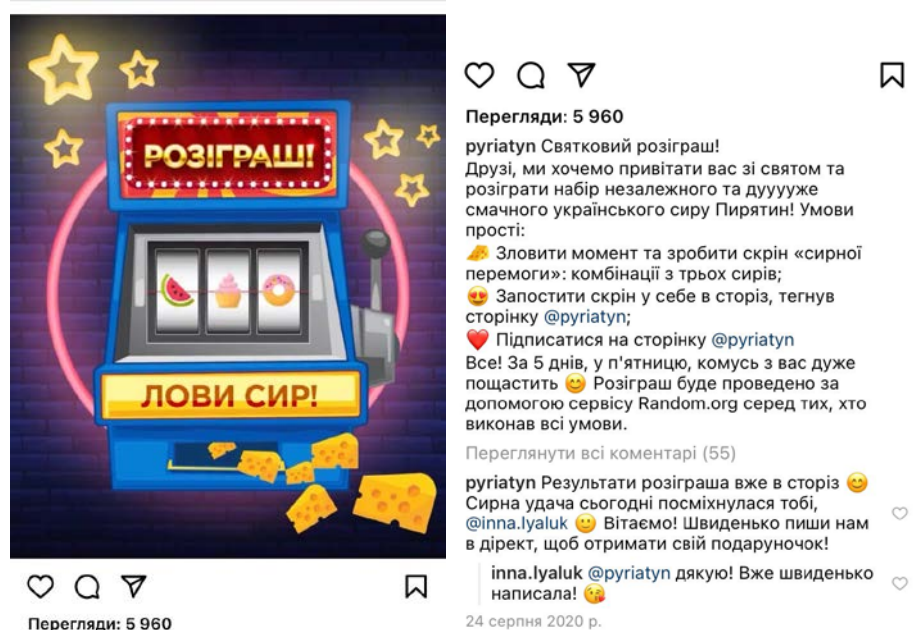 РОЗІГРАШ!
ЛОВИ СИР!
Перегляди: 5 960
Перегляди: 5 960
pyriatyn Святковий розіграш!
Друзі, ми хочемо привітати вас зі святом та
розіграти набір незалежного та дууууже
смачного українського сиру Пирятин! Умови
прості:
🧀 Зловити момент та зробити скрін «сирної
перемоги»: комбінації з трьох сирів;
😍 Запостити скрін у себе в сторіз, тегнув
сторінку @pyriatyn;
❤️ Підписатися на сторінку @pyriatyn
Все! За 5 днів, у п'ятницю, комусь з вас дуже
пощастить 😊 Розіграш буде проведено за
допомогою сервісу Random.org серед тих, хто
виконав всі умови.
Переглянути всі коментарі (55)
pyriatyn Результати розіграша вже в сторіз 😊
Сирна удача сьогодні посміхнулася тобі,
@inna.lyaluk 🙂 Вітаємо! Швиденько пиши нам
в дірект, щоб отримати свій подаруночок!
inna.lyaluk @pyriatyn дякую! Вже швиденько
написала! 😘
24 серпня 2020 р.